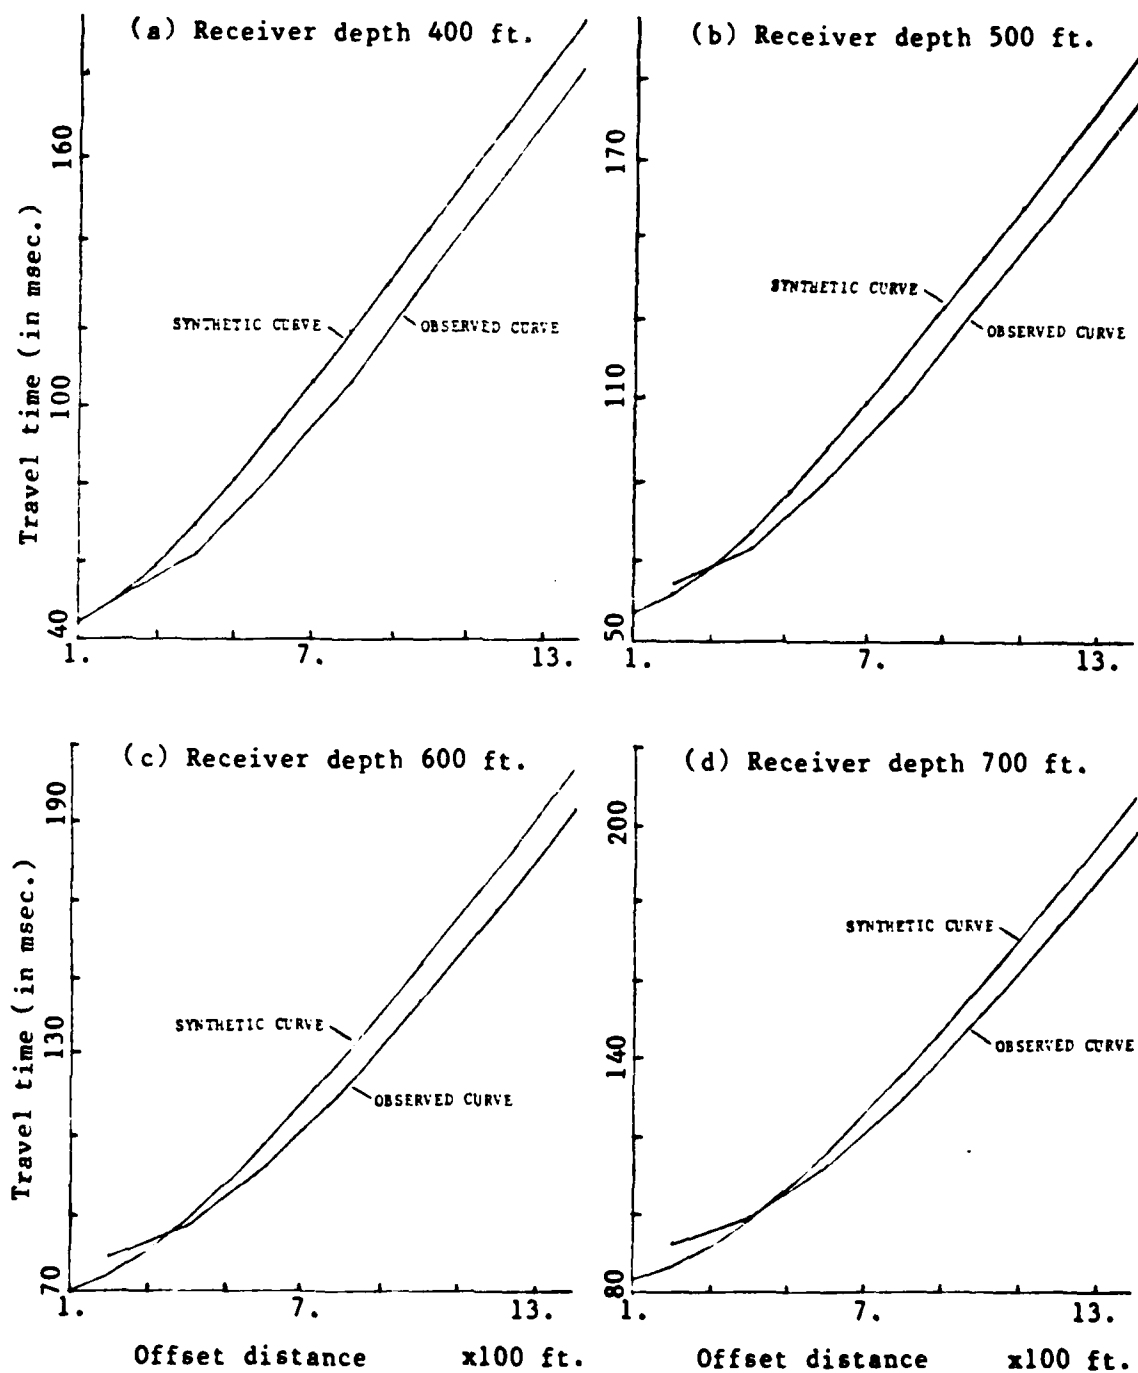 (a) Receiver depth 400 ft.
Travel time (in msec.)
160
100
40
SYNTHETIC CURVE
OBSERVED CURVE
1. 7. 13.
(b) Receiver depth 500 ft.
170
110
50
SYNTHETIC CURVE
OBSERVED CURVE
1. 7. 13.
(c) Receiver depth 600 ft.
Travel time (in msec.)
190
130
70
SYNTHETIC CURVE
OBSERVED CURVE
1. 7. 13.
Offset distance x100 ft.
(d) Receiver depth 700 ft.
200
140
80
SYNTHETIC CURVE
OBSERVED CURVE
1. 7. 13.
Offset distance x100 ft.